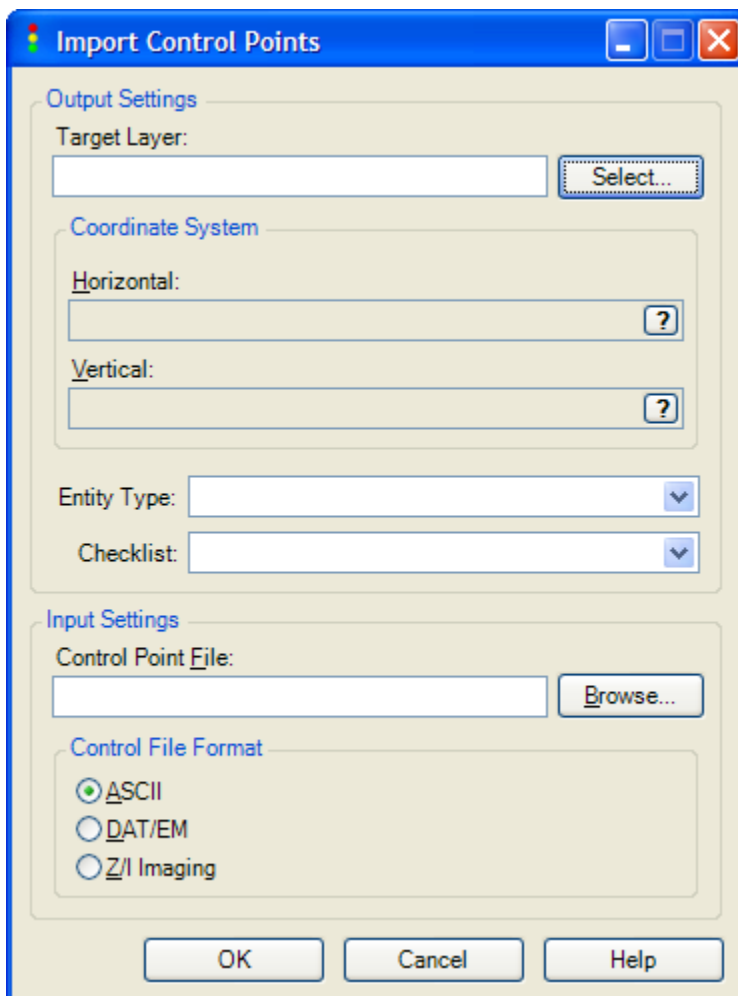 Import Control Points
Output Settings
Target Layer:
Select...
Coordinate System
Horizontal:
?
Vertical:
?
Entity Type:
Checklist:
Input Settings
Control Point File:
Browse...
Control File Format
ASCII
DAT/EM
Z/I Imaging
OK Cancel Help